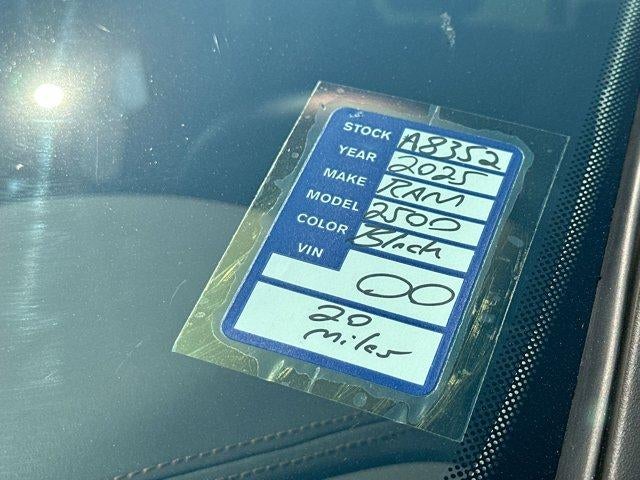 STOCK A8352
YEAR 2025
MAKE RAM
MODEL 2500
COLOR Black
VIN
00
20
miles